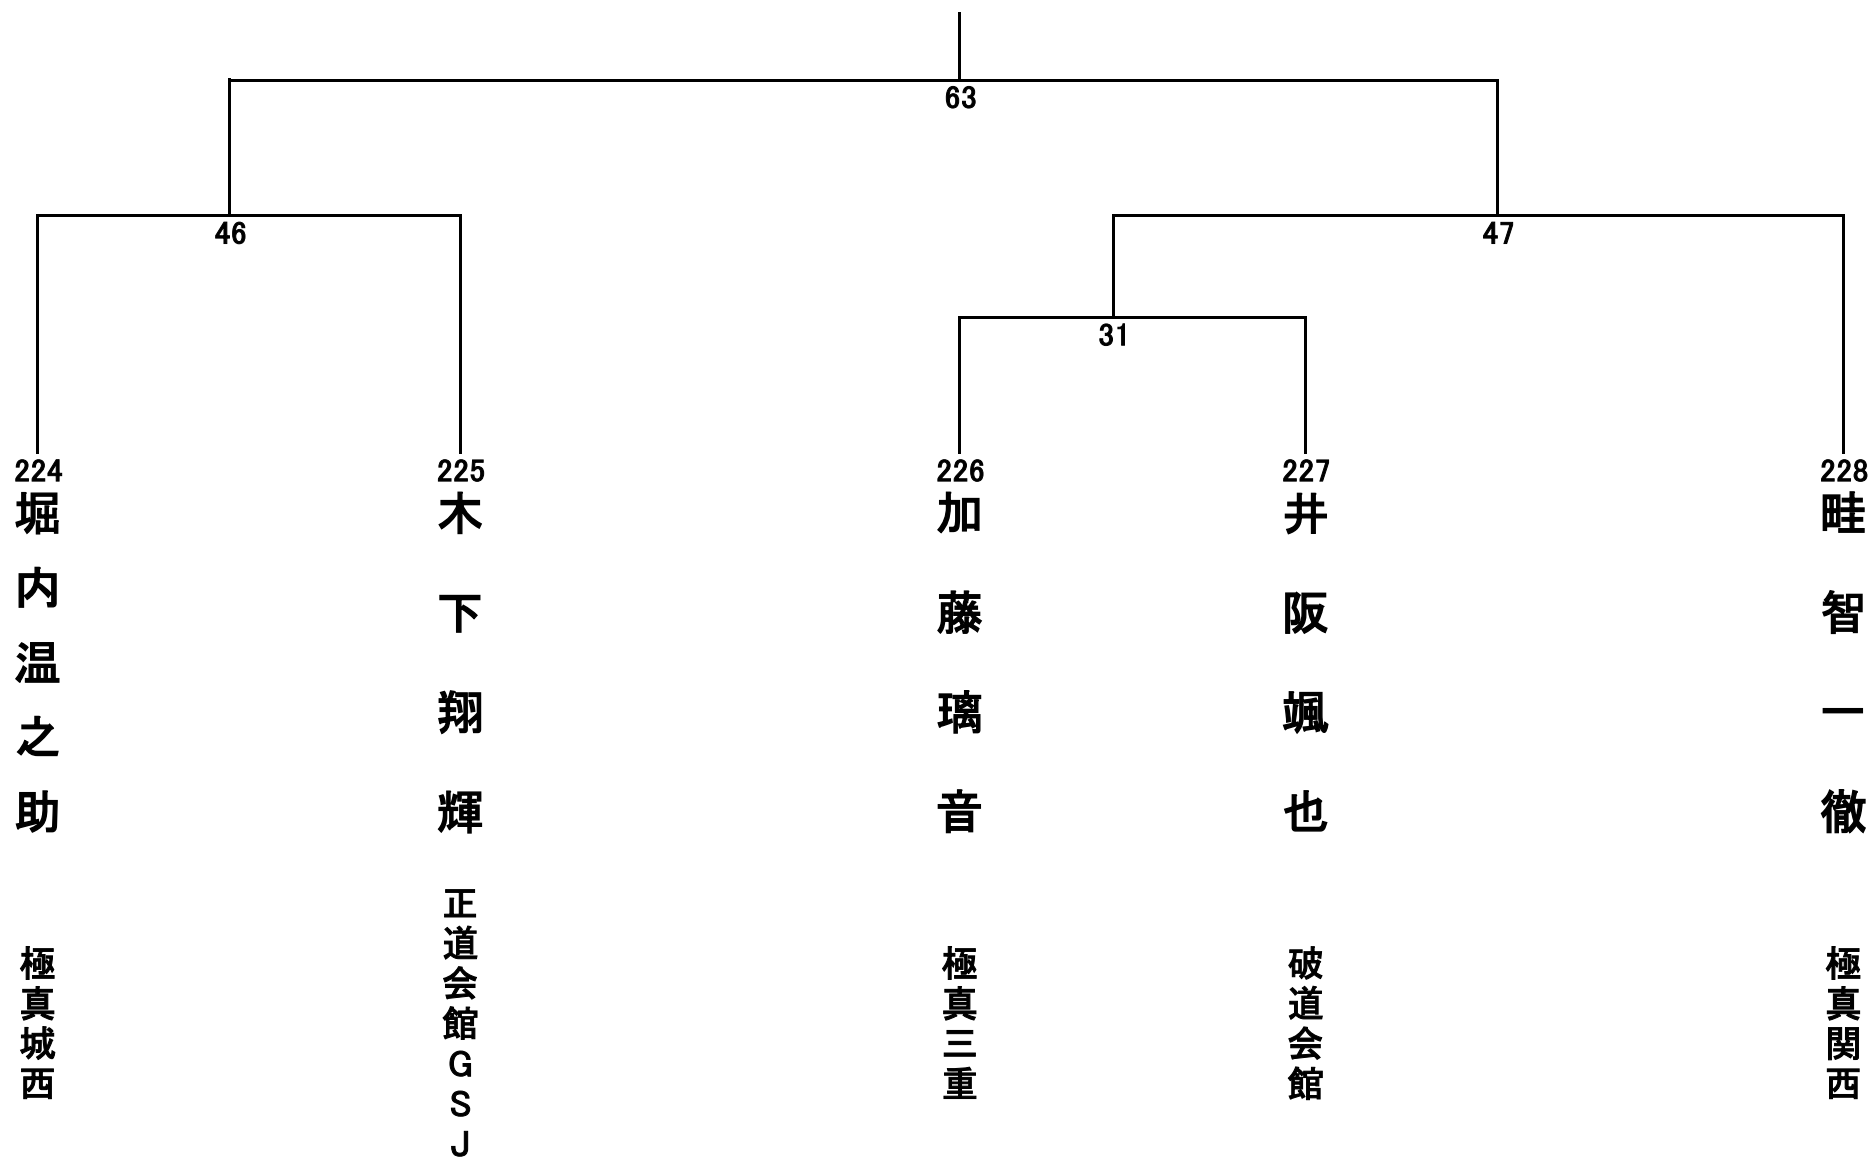 63
46
47
31
224
堀内温之助
極真城西
225
木下翔輝
正道会館GSJ
226
加藤璃音
極真三重
227
井阪颯也
破道会館
228
畦智一徹
極真関西